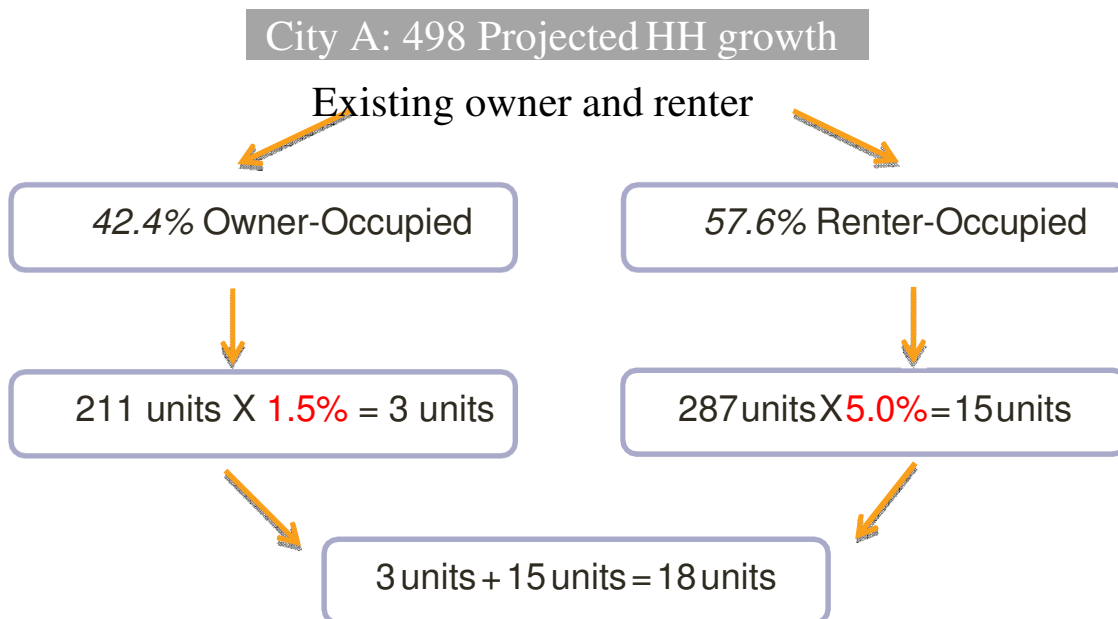 City A: 498 Projected HH growth
Existing owner and renter
42.4% Owner-Occupied
57.6% Renter-Occupied
211 units X 1.5% = 3 units
287 units X 5.0% = 15 units
3 units + 15 units = 18 units